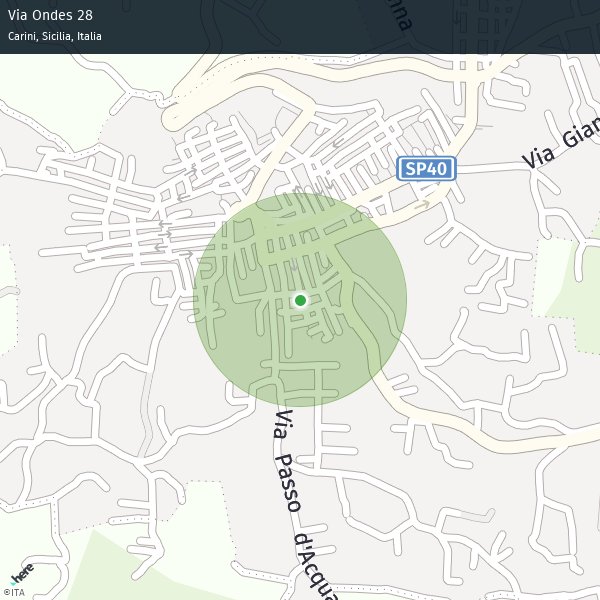 Via Ondes 28
Carini, Sicilia, Italia
SP40
Via Passo d'Acqua
here
©ITA